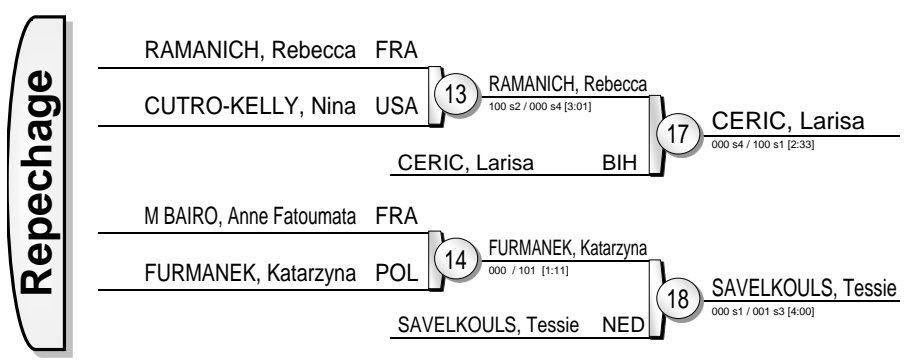 Repechage
RAMANICH, Rebecca FRA
CUTRO-KELLY, Nina USA
13
RAMANICH, Rebecca
100 s2 / 000 s4 [3:01]
CERIC, Larisa BIH
17
CERIC, Larisa
000 s4 / 100 s1 [2:33]
M BAIRO, Anne Fatoumata FRA
FURMANEK, Katarzyna POL
14
FURMANEK, Katarzyna
000 / 101 [1:11]
SAVELKOULS, Tessie NED
18
SAVELKOULS, Tessie
000 s1 / 001 s3 [4:00]